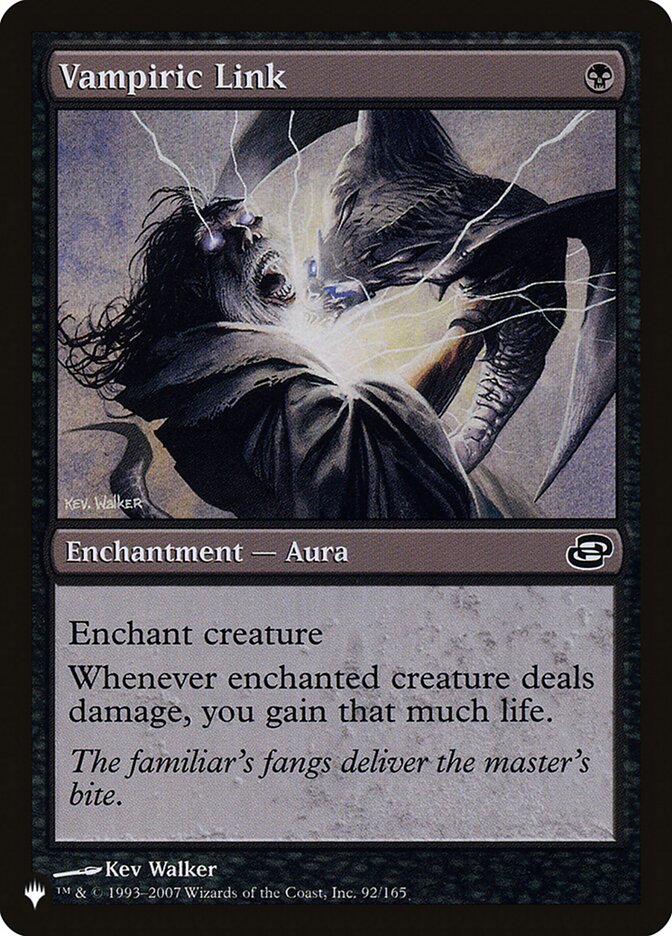 Vampiric Link
KEV. WALKER
Enchantment — Aura
Enchant creature
Whenever enchanted creature deals
damage, you gain that much life.
The familiar's fangs deliver the master's
bite.
Kev Walker
™ & © 1993–2007 Wizards of the Coast, Inc. 92/165